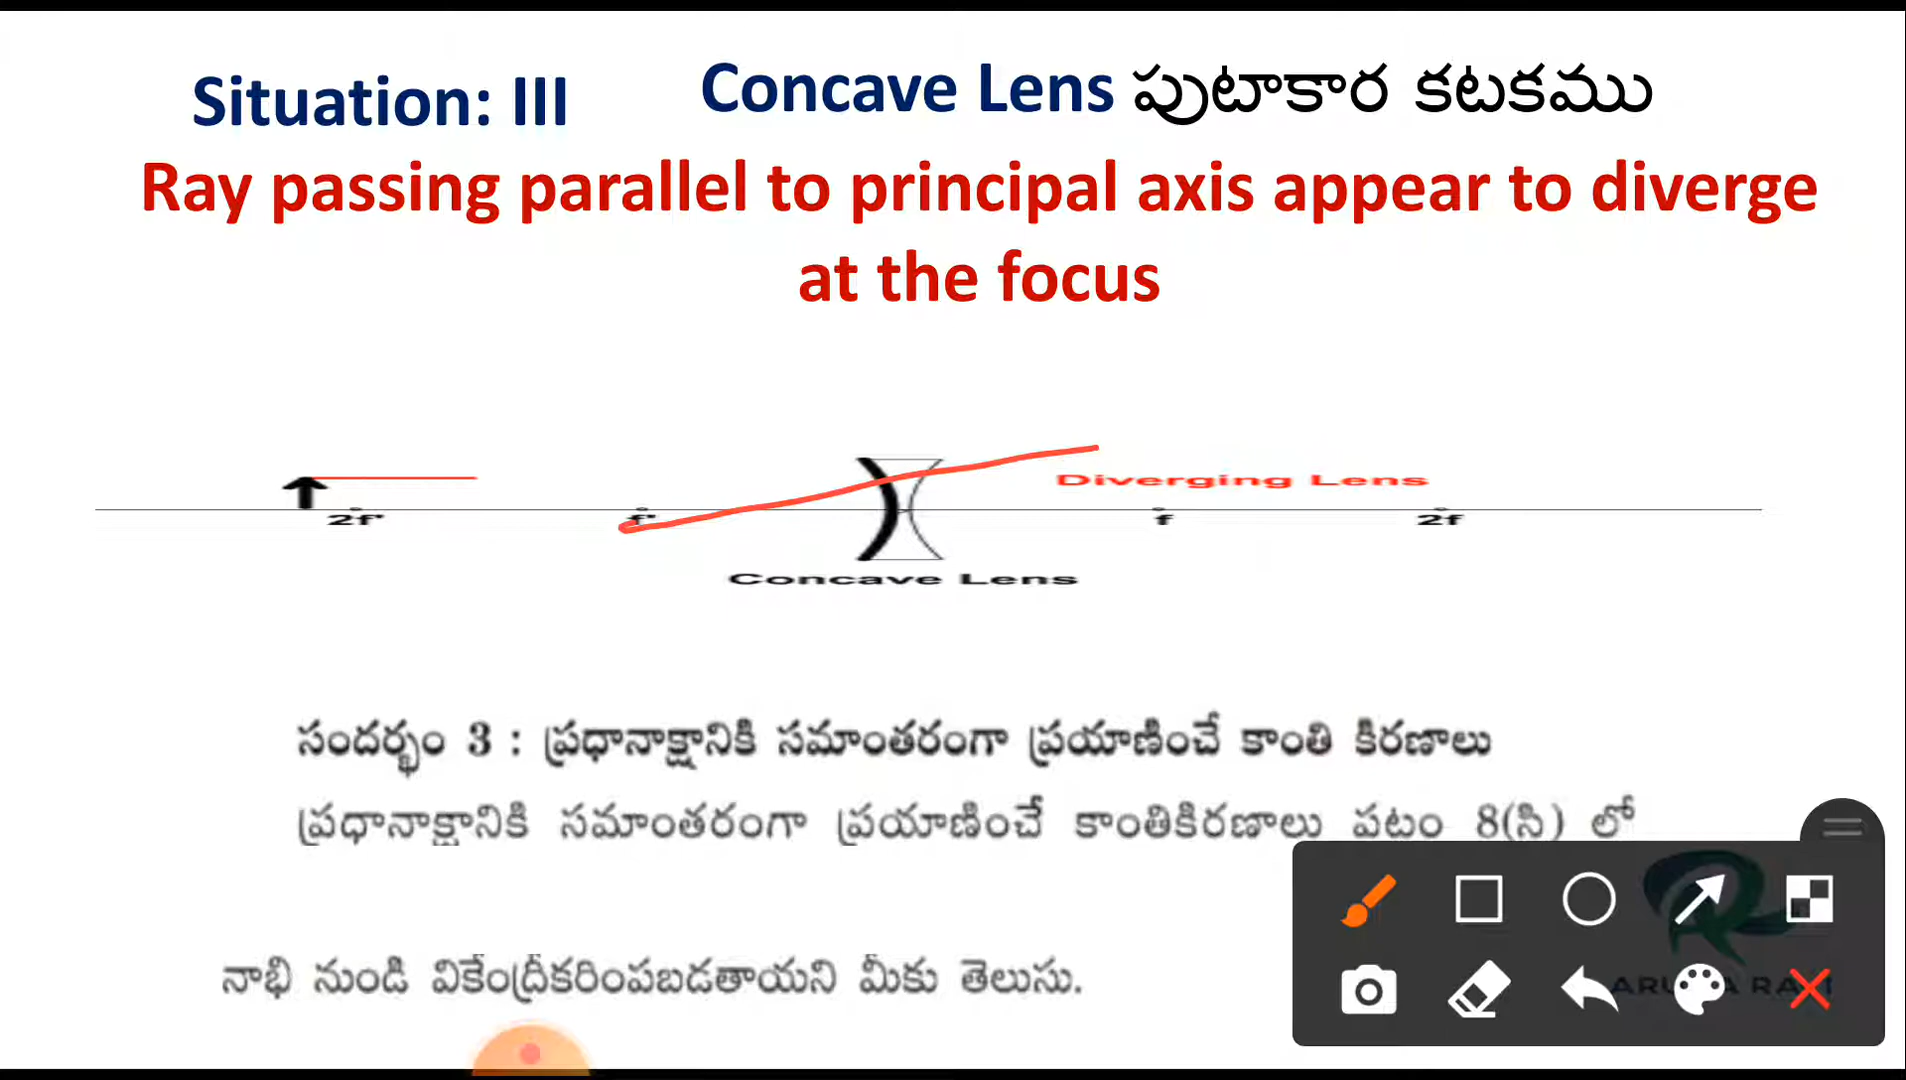 Situation: III
Concave Lens పుటాకార కటకము
Ray passing parallel to principal axis appear to diverge
at the focus
Diverging Lens
2f' f' f 2f
Concave Lens
సందర్భం 3 : ప్రధానాక్షానికి సమాంతరంగా ప్రయాణించే కాంతి కిరణాలు
ప్రధానాక్షానికి సమాంతరంగా ప్రయాణించే కాంతికిరణాలు పటం 8(సి) లో
నాభి నుండి వికేంద్రీకరింపబడతాయని మీకు తెలుసు.